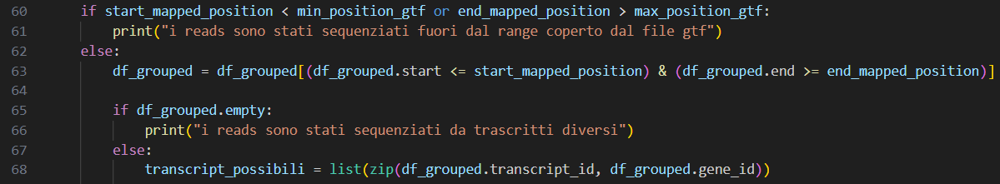 60 if start_mapped_position < min_position_gtf or end_mapped_position > max_position_gtf:
61 print("i reads sono stati sequenziati fuori dal range coperto dal file gtf")
62 else:
63 df_grouped = df_grouped[(df_grouped.start <= start_mapped_position) & (df_grouped.end >= end_mapped_position)]
64
65 if df_grouped.empty:
66 print("i reads sono stati sequenziati da trascritti diversi")
67 else:
68 transcript_possibili = list(zip(df_grouped.transcript_id, df_grouped.gene_id))